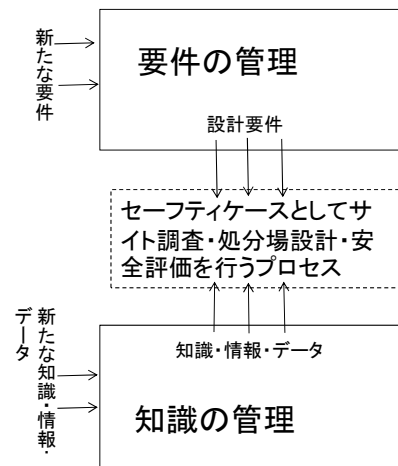 新たな要件
要件の管理
設計要件
セーフティケースとしてサ
イト調査・処分場設計・安
全評価を行うプロセス
知識・情報・データ
新たな知識・情報・
データ
知識の管理